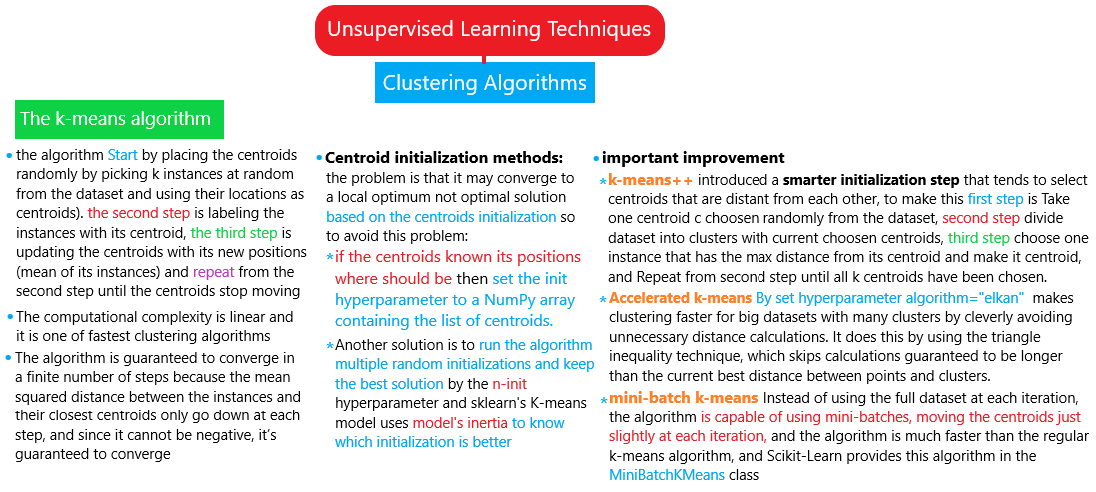 Unsupervised Learning Techniques
Clustering Algorithms
The k-means algorithm
• the algorithm Start by placing the centroids
randomly by picking k instances at random
from the dataset and using their locations as
centroids). the second step is labeling the
instances with its centroid, the third step is
updating the centroids with its new positions
(mean of its instances) and repeat from the
second step until the centroids stop moving
• The computational complexity is linear and
it is one of fastest clustering algorithms
• The algorithm is guaranteed to converge in
a finite number of steps because the mean
squared distance between the instances and
their closest centroids only go down at each
step, and since it cannot be negative, it's
guaranteed to converge
• Centroid initialization methods:
the problem is that it may converge to
a local optimum not optimal solution
based on the centroids initialization so
to avoid this problem:
*if the centroids known its positions
where should be then set the init
hyperparameter to a NumPy array
containing the list of centroids.
*Another solution is to run the algorithm
multiple random initializations and keep
the best solution by the n-init
hyperparameter and sklearn's K-means
model uses model's inertia to know
which initialization is better
• important improvement
*k-means++ introduced a smarter initialization step that tends to select
centroids that are distant from each other, to make this first step is Take
one centroid c choosen randomly from the dataset, second step divide
dataset into clusters with current choosen centroids, third step choose one
instance that has the max distance from its centroid and make it centroid,
and Repeat from second step until all k centroids have been chosen.
*Accelerated k-means By set hyperparameter algorithm="elkan" makes
clustering faster for big datasets with many clusters by cleverly avoiding
unnecessary distance calculations. It does this by using the triangle
inequality technique, which skips calculations guaranteed to be longer
than the current best distance between points and clusters.
*mini-batch k-means Instead of using the full dataset at each iteration,
the algorithm is capable of using mini-batches, moving the centroids just
slightly at each iteration, and the algorithm is much faster than the regular
k-means algorithm, and Scikit-Learn provides this algorithm in the
MiniBatchKMeans class